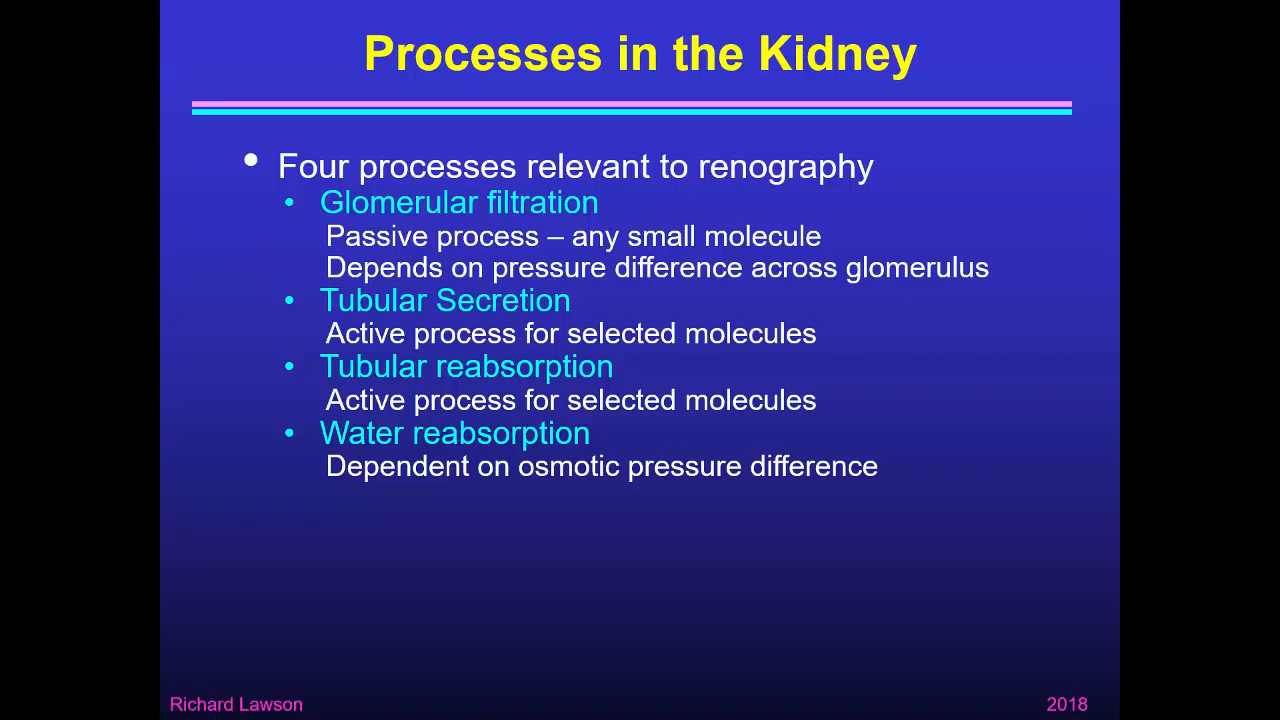 Processes in the Kidney
• Four processes relevant to renography
• Glomerular filtration
Passive process – any small molecule
Depends on pressure difference across glomerulus
• Tubular Secretion
Active process for selected molecules
• Tubular reabsorption
Active process for selected molecules
• Water reabsorption
Dependent on osmotic pressure difference
Richard Lawson
2018